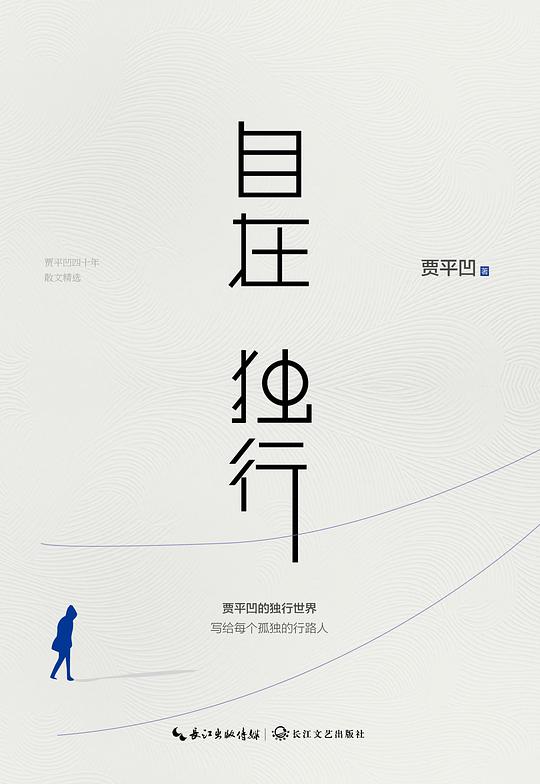 自在
独行
贾平凹四十年
散文精选
贾平凹 著
贾平凹的独行世界
写给每个孤独的行路人
长江出版传媒 | 长江文艺出版社